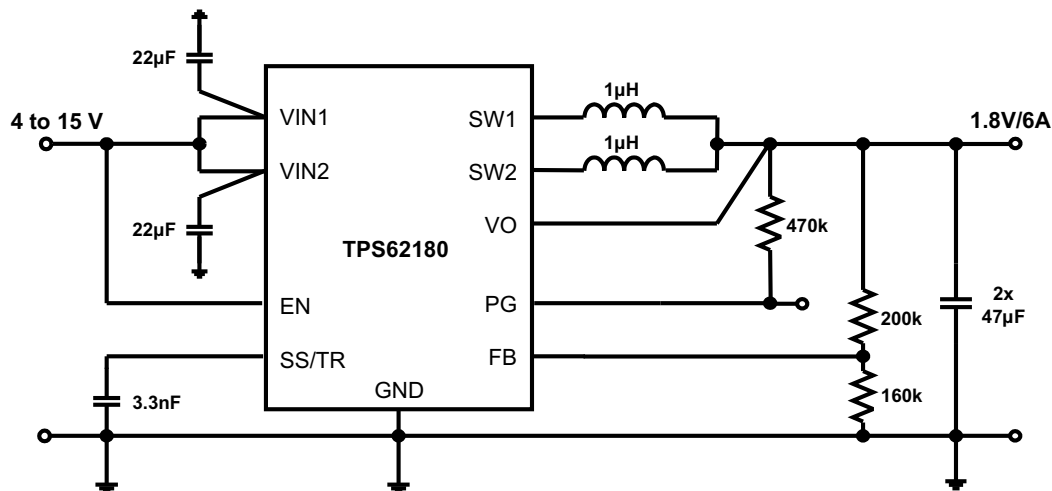 22µF
1µH
4 to 15 V
VIN1
SW1
1.8V/6A
1µH
VIN2
SW2
22µF
VO
470k
TPS62180
EN
PG
2x
47µF
200k
SS/TR
FB
GND
3.3nF
160k